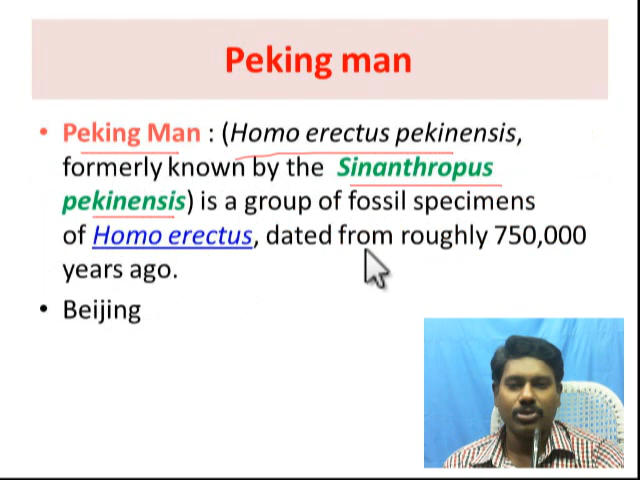 Peking man
• Peking Man : (Homo erectus pekinensis,
formerly known by the Sinanthropus
pekinensis) is a group of fossil specimens
of Homo erectus, dated from roughly 750,000
years ago.
• Beijing